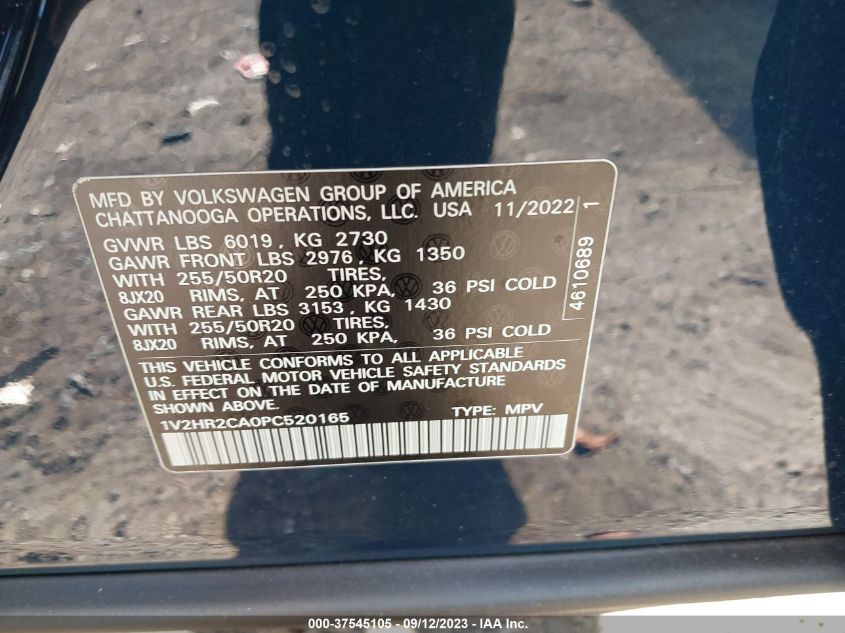 MFD BY VOLKSWAGEN GROUP OF AMERICA
CHATTANOOGA OPERATIONS, LLC. USA 11/2022
GVWR LBS 6019, KG 2730
GAWR FRONT LBS 2976, KG 1350
WITH 255/50R20 TIRES,
8JX20 RIMS, AT 250 KPA, 36 PSI COLD
GAWR REAR LBS 3153, KG 1430
WITH 255/50R20 TIRES,
8JX20 RIMS, AT 250 KPA, 36 PSI COLD
THIS VEHICLE CONFORMS TO ALL APPLICABLE
U.S. FEDERAL MOTOR VEHICLE SAFETY STANDARDS
IN EFFECT ON THE DATE OF MANUFACTURE
SHOWN ABOVE.
1V2HR2CA0PC520165 TYPE: MPV
4610689 1
000-37545105 - 09/12/2023 - IAA Inc.